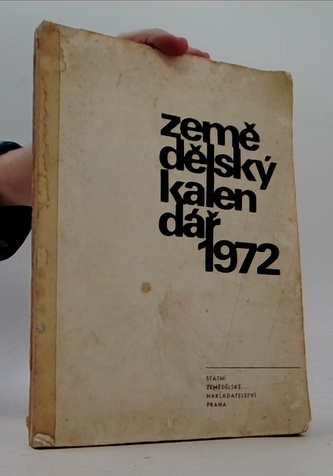 země
dělský
kalen
dář
1972
STÁTNÍ
ZEMĚDĚLSKÉ
NAKLADATELSTVÍ
PRAHA